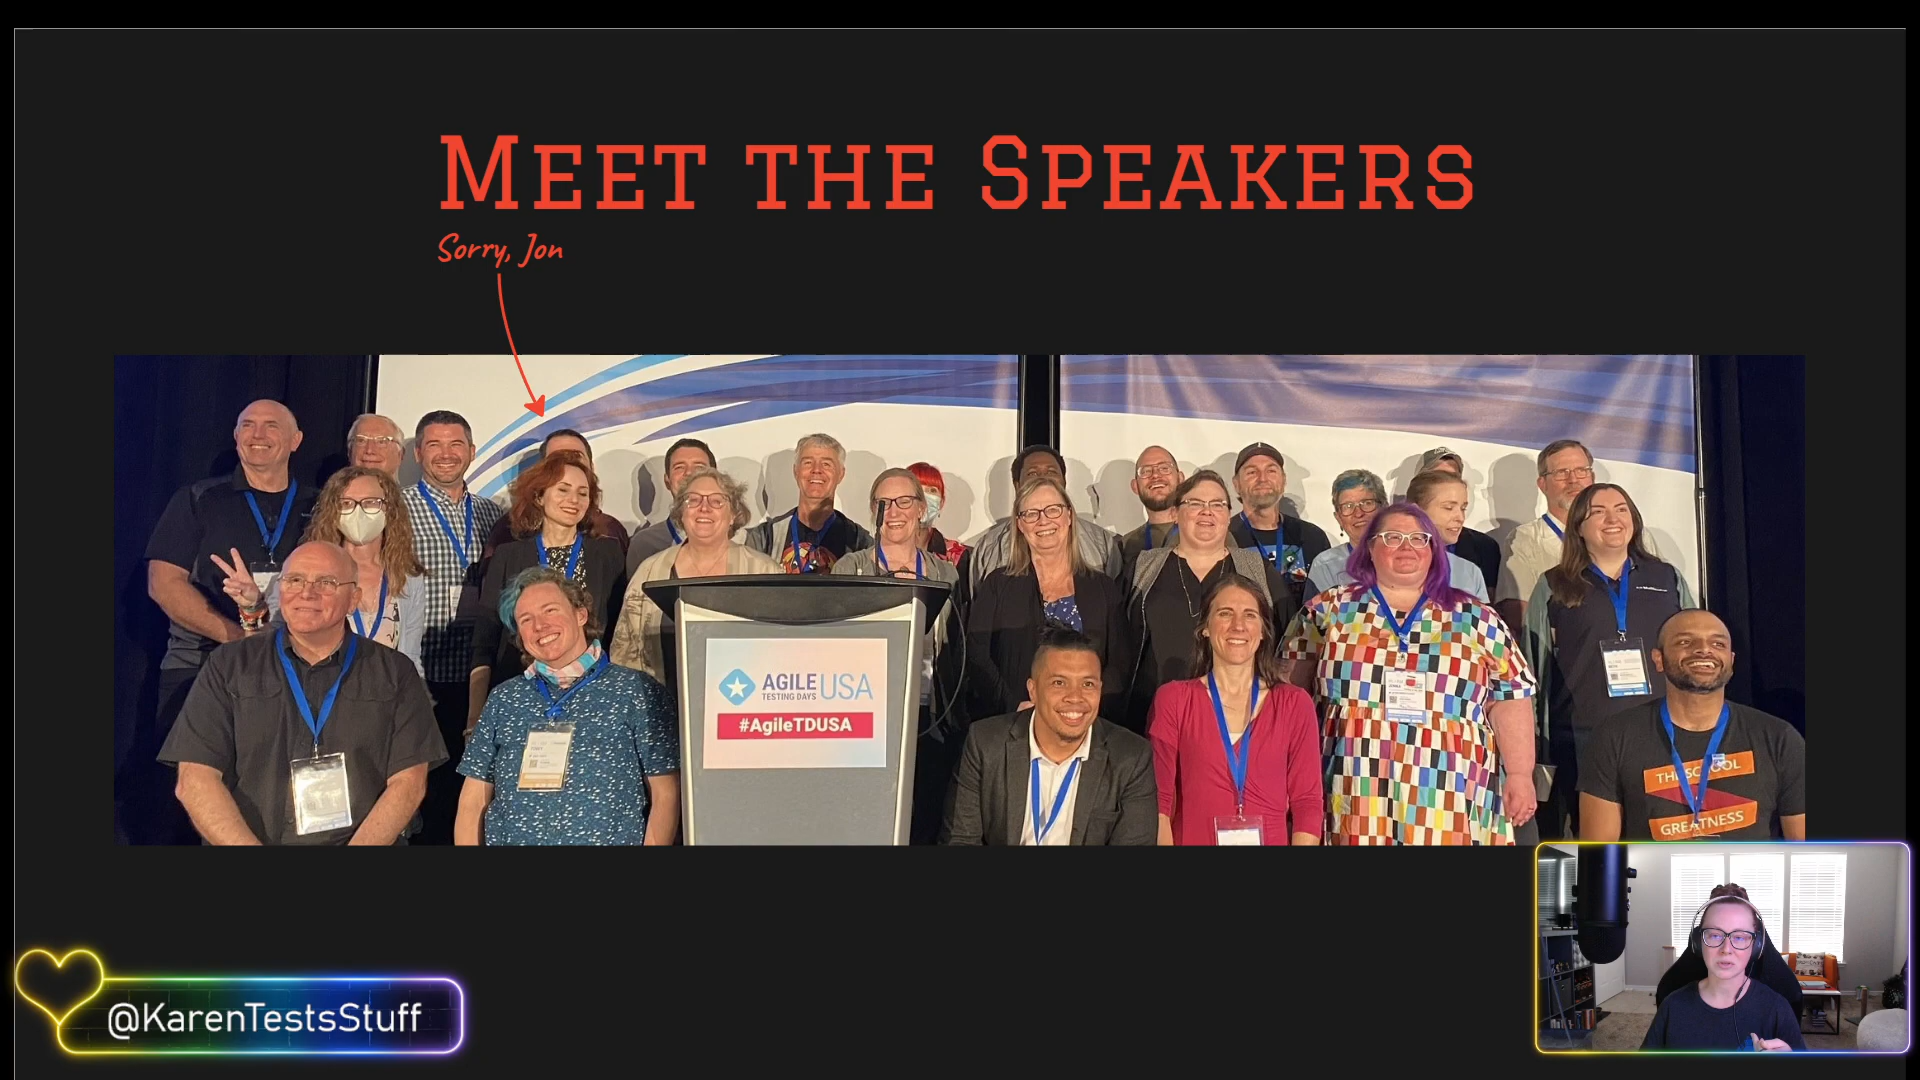 Meet the Speakers
Sorry, Jon
AGILE
TESTING DAYS
USA
#AgileTDUSA
THE SCHOOL
GREATNESS
@KarenTestsStuff